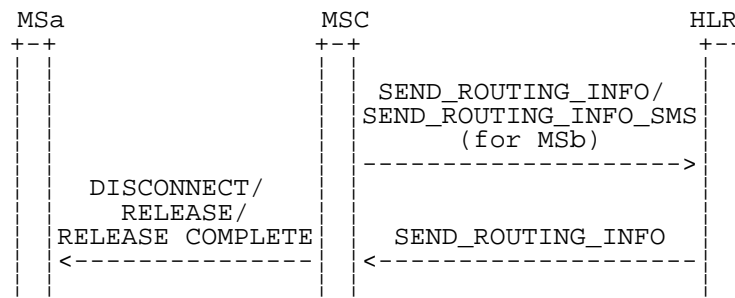 MSa MSC HLR
SEND_ROUTING_INFO/
SEND_ROUTING_INFO_SMS
(for MSb)
DISCONNECT/
RELEASE/
RELEASE COMPLETE SEND_ROUTING_INFO